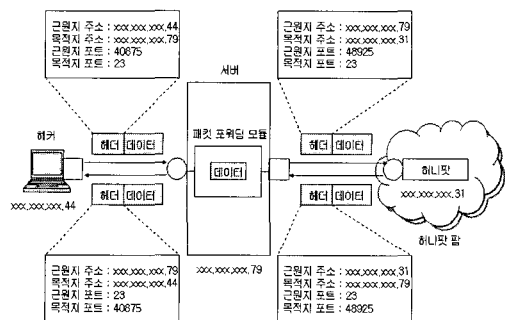 근원지 주소 : xxx.xxx.xxx.44
목적지 주소 : xxx.xxx.xxx.79
근원지 포트 : 40875
목적지 포트 : 23
근원지 주소 : xxx.xxx.xxx.79
목적지 주소 : xxx.xxx.xxx.31
근원지 포트 : 48925
목적지 포트 : 23
서버
해커
헤더 데이터
패킷 포워딩 모듈
헤더 데이터
데이터
허니팟
헤더 데이터
헤더 데이터
xxx.xxx.xxx.31
xxx.xxx.xxx.44
허니팟 팜
xxx.xxx.xxx.79
근원지 주소 : xxx.xxx.xxx.79
목적지 주소 : xxx.xxx.xxx.44
근원지 포트 : 23
목적지 포트 : 40875
근원지 주소 : xxx.xxx.xxx.31
목적지 주소 : xxx.xxx.xxx.79
근원지 포트 : 23
목적지 포트 : 48925